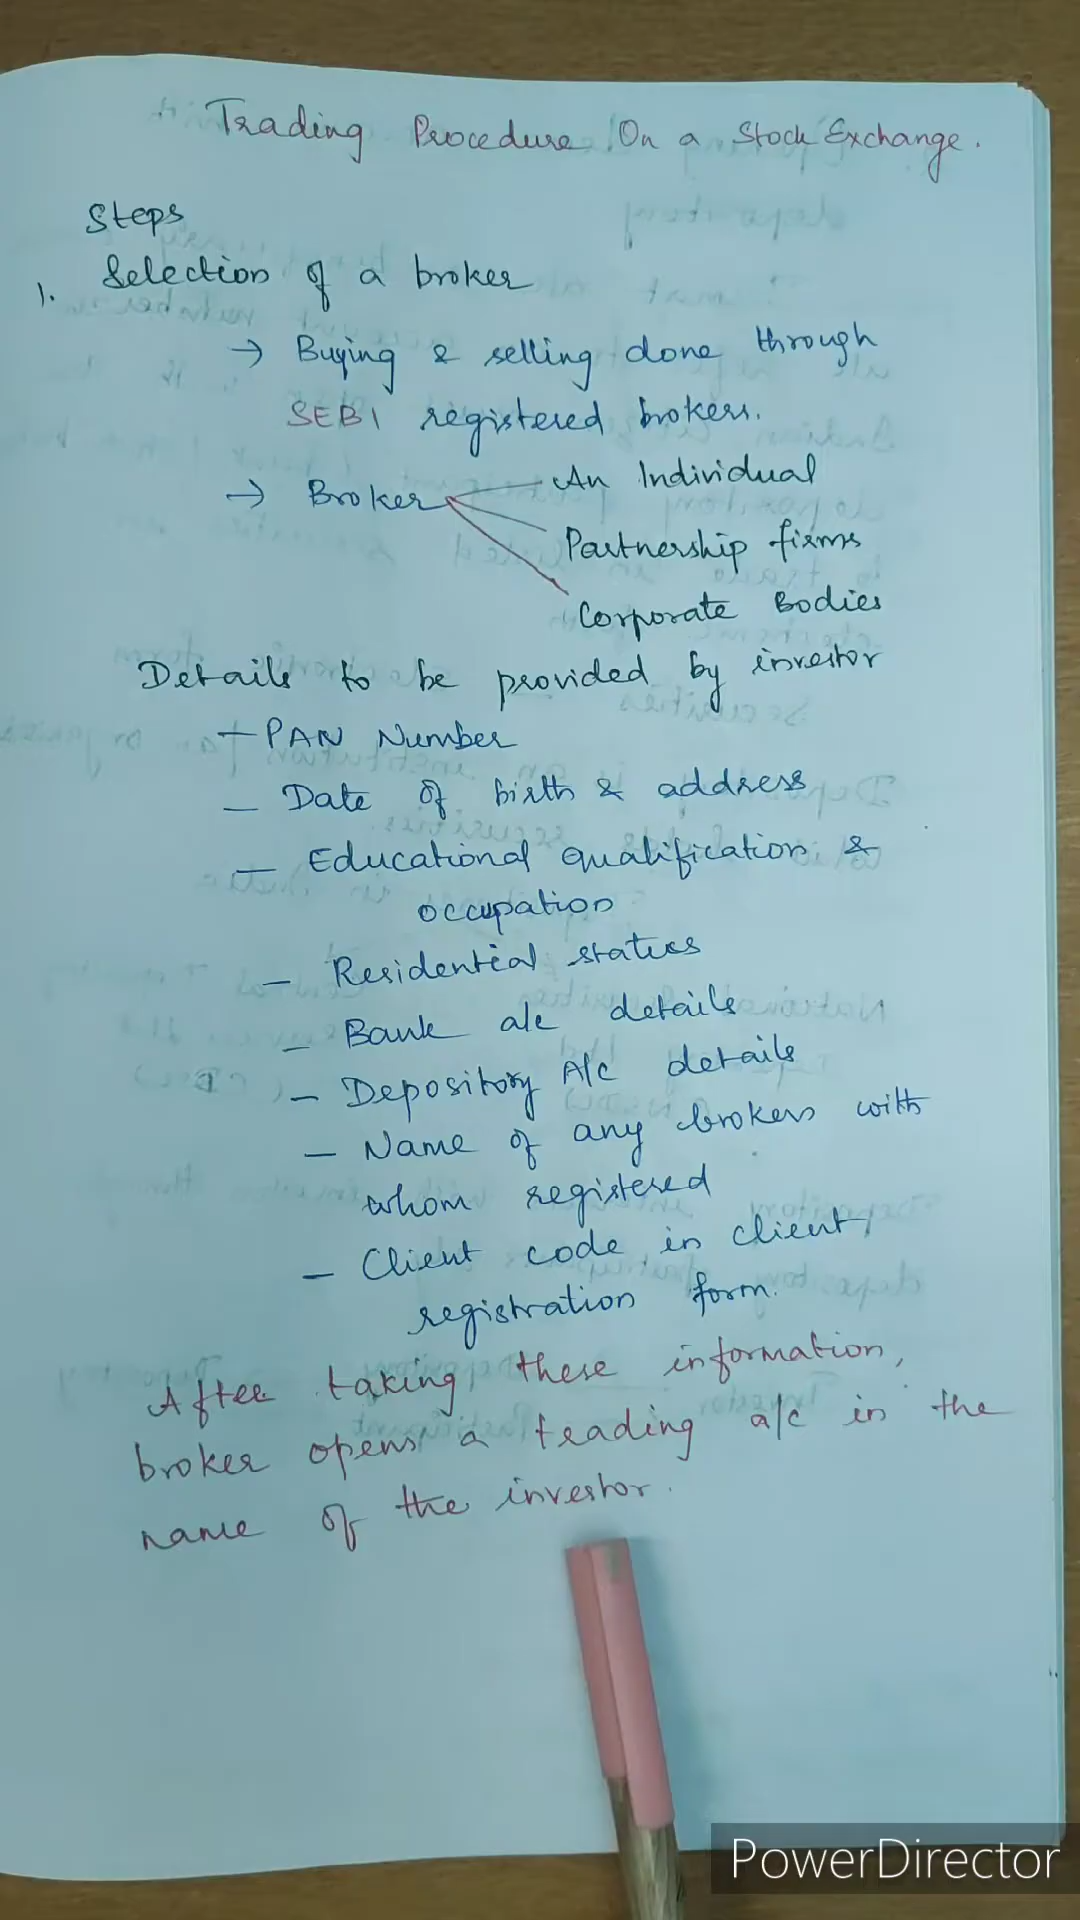 Trading Procedure On a Stock Exchange.
Steps
1. Selection of a broker
→ Buying & selling done through
SEBI registered brokers.
→ Broker An Individual
Partnership firms
Corporate Bodies
Details to be provided by investor
- PAN Number
- Date of birth & address
- Educational qualification &
occupation
- Residential status
- Bank a/c details
- Depository A/c details
- Name of any brokers with
whom registered
- Client code in client
registration form.
After taking these information,
broker opens a trading a/c in the
name of the investor.
PowerDirector